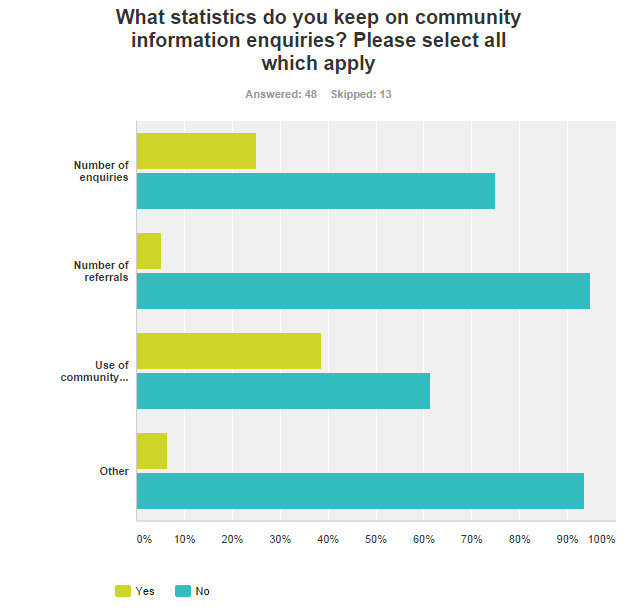 What statistics do you keep on community
information enquiries? Please select all
which apply
Answered: 48 Skipped: 13
Number of
enquiries
Number of
referrals
Use of
community...
Other
0% 10% 20% 30% 40% 50% 60% 70% 80% 90% 100%
Yes No